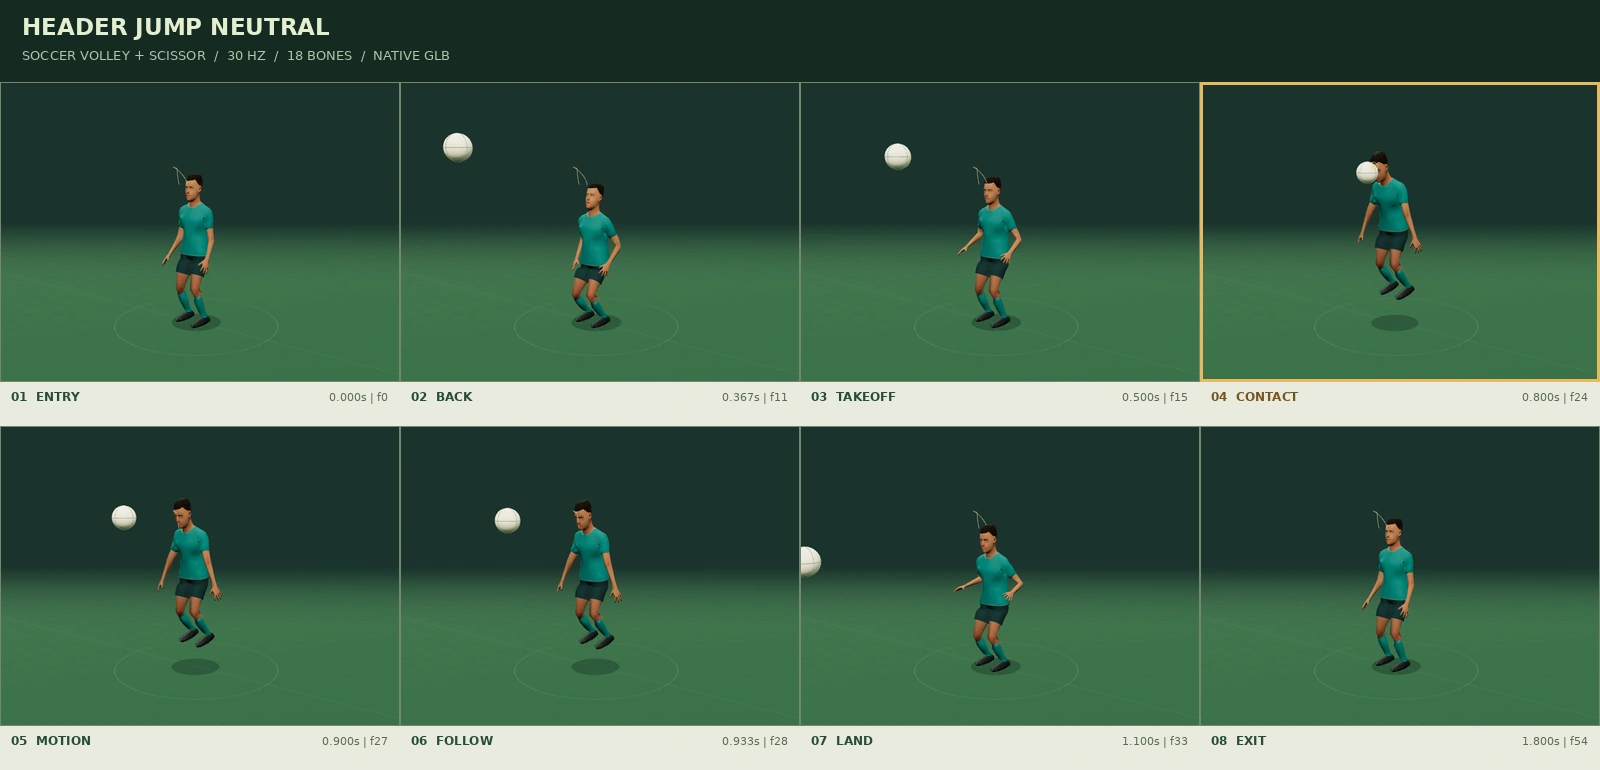 HEADER JUMP NEUTRAL
SOCCER VOLLEY + SCISSOR / 30 HZ / 18 BONES / NATIVE GLB
01 ENTRY 0.000s | f0
02 BACK 0.367s | f11
03 TAKEOFF 0.500s | f15
04 CONTACT 0.800s | f24
05 MOTION 0.900s | f27
06 FOLLOW 0.933s | f28
07 LAND 1.100s | f33
08 EXIT 1.800s | f54